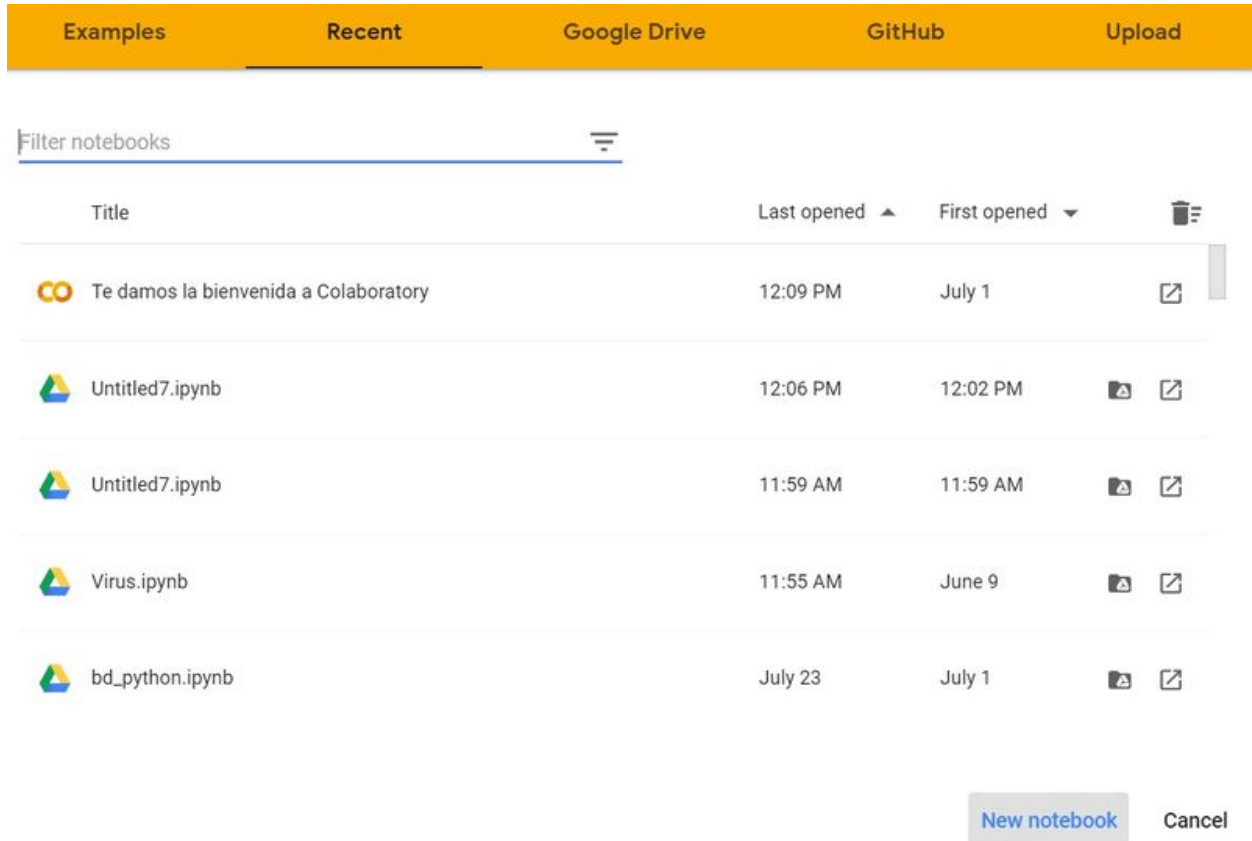 Examples Recent Google Drive GitHub Upload
Filter notebooks
Title Last opened First opened
Te damos la bienvenida a Colaboratory 12:09 PM July 1
Untitled7.ipynb 12:06 PM 12:02 PM
Untitled7.ipynb 11:59 AM 11:59 AM
Virus.ipynb 11:55 AM June 9
bd_python.ipynb July 23 July 1
New notebook Cancel